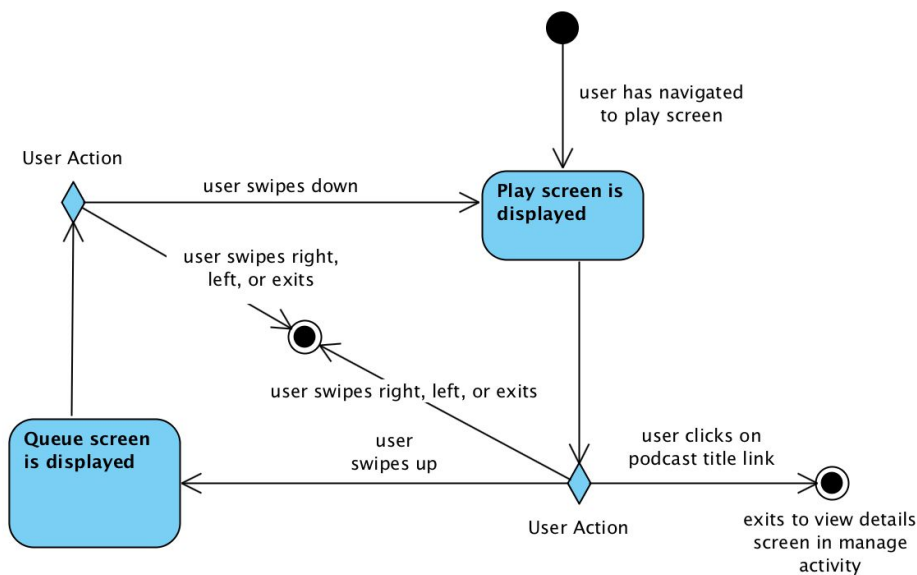 user has navigated
to play screen
User Action
user swipes down
Play screen is
displayed
user swipes right,
left, or exits
user swipes right, left, or exits
Queue screen
is displayed
user
swipes up
user clicks on
podcast title link
User Action
exits to view details
screen in manage
activity